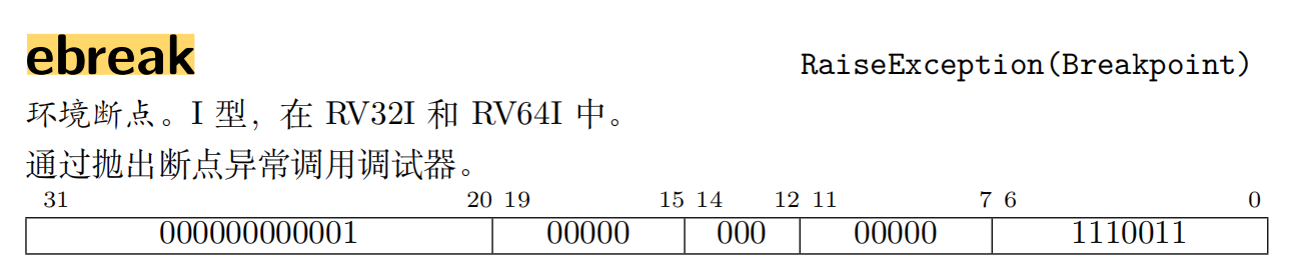 ebreak RaiseException(Breakpoint)
环境断点。I 型，在 RV32I 和 RV64I 中。
通过抛出断点异常调用调试器。
31 20 19 15 14 12 11 7 6 0
000000000001 00000 000 00000 1110011